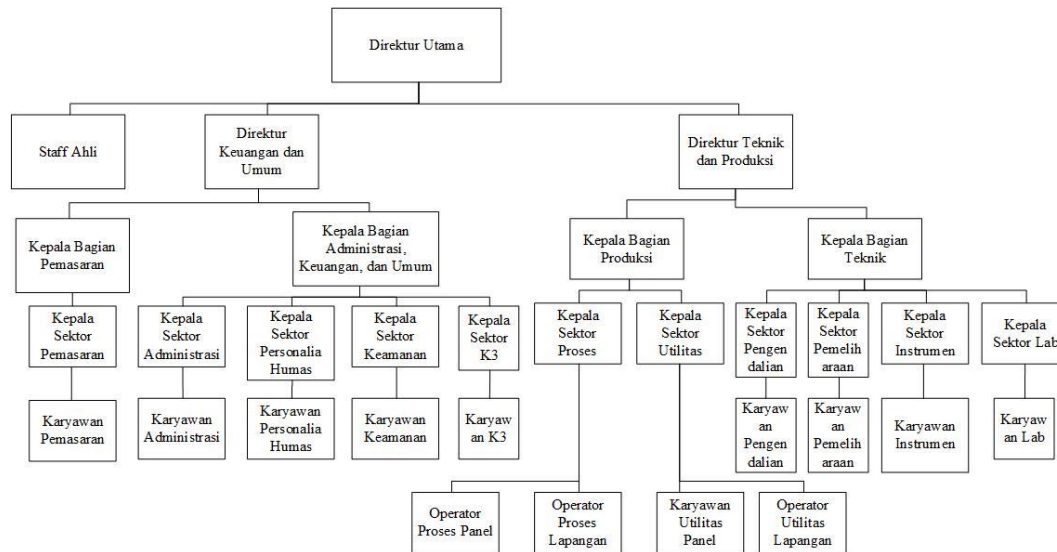 Direktur Utama
Staff Ahli
Direktur
Keuangan dan
Umum
Direktur Teknik
dan Produksi
Kepala Bagian
Pemasaran
Kepala Bagian
Administrasi,
Keuangan, dan Umum
Kepala Bagian
Produksi
Kepala Bagian
Teknik
Kepala
Sektor
Pemasaran
Kepala
Sektor
Administrasi
Kepala
Sektor
Personalia
Humas
Kepala
Sektor
Keamanan
Kepala
Sektor
K3
Kepala
Sektor
Proses
Kepala
Sektor
Utilitas
Kepala
Sektor
Pengen
dalian
Kepala
Sektor
Pemelih
araan
Kepala
Sektor
Instrumen
Kepala
Sektor Lab
Karyawan
Pemasaran
Karyawan
Administrasi
Karyawan
Personalia
Humas
Karyawan
Keamanan
Karyaw
an K3
Karyaw
an
Pengen
dalian
Karyaw
an
Pemelih
araan
Karyawan
Instrumen
Karyaw
an Lab
Operator
Proses Panel
Operator
Proses
Lapangan
Karyawan
Utilitas
Panel
Operator
Utilitas
Lapangan